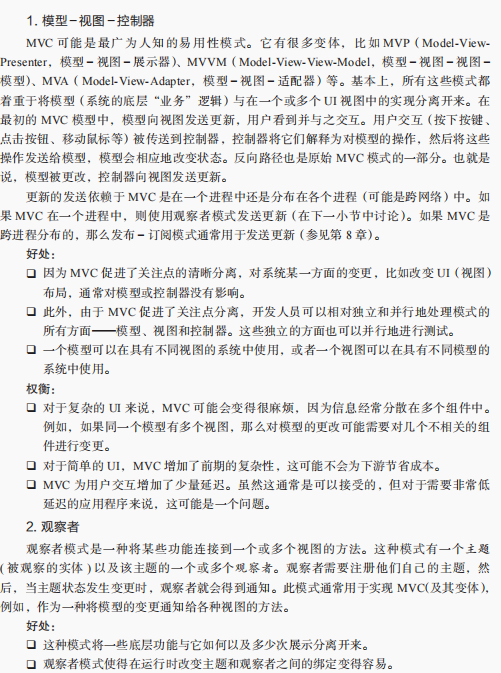 1. 模型–视图–控制器
MVC 可能是最广为人知的易用性模式。它有很多变体，比如 MVP（Model-View-
Presenter，模型–视图–展示器）、MVVM（Model-View-View-Model，模型–视图–视图–
模型）、MVA（Model-View-Adapter，模型–视图–适配器）等。基本上，所有这些模式都
着重于将模型（系统的底层“业务”逻辑）与在一个或多个 UI 视图中的实现分离开来。在
最初的 MVC 模型中，模型向视图发送更新，用户看到并与之交互。用户交互（按下按键、
点击按钮、移动鼠标等）被传送到控制器，控制器将它们解释为对模型的操作，然后将这些
操作发送给模型，模型会相应地改变状态。反向路径也是原始 MVC 模式的一部分。也就是
说，模型被更改，控制器向视图发送更新。
更新的发送依赖于 MVC 是在一个进程中还是分布在各个进程（可能是跨网络）中。如
果 MVC 在一个进程中，则使用观察者模式发送更新（在下一小节中讨论）。如果 MVC 是
跨进程分布的，那么发布–订阅模式通常用于发送更新（参见第 8 章）。
好处：
❑ 因为 MVC 促进了关注点的清晰分离，对系统某一方面的变更，比如改变 UI（视图）
布局，通常对模型或控制器没有影响。
❑ 此外，由于 MVC 促进了关注点分离，开发人员可以相对独立和并行地处理模式的
所有方面——模型、视图和控制器。这些独立的方面也可以并行地进行测试。
❑ 一个模型可以在具有不同视图的系统中使用，或者一个视图可以在具有不同模型的
系统中使用。
权衡：
❑ 对于复杂的 UI 来说，MVC 可能会变得很麻烦，因为信息经常分散在多个组件中。
例如，如果同一个模型有多个视图，那么对模型的更改可能需要对几个不相关的组
件进行变更。
❑ 对于简单的 UI，MVC 增加了前期的复杂性，这可能不会为下游节省成本。
❑ MVC 为用户交互增加了少量延迟。虽然这通常是可以接受的，但对于需要非常低
延迟的应用程序来说，这可能是一个问题。
2. 观察者
观察者模式是一种将某些功能连接到一个或多个视图的方法。这种模式有一个主题
(被观察的实体)以及该主题的一个或多个观察者。观察者需要注册他们自己的主题，然
后，当主题状态发生变更时，观察者就会得到通知。此模式通常用于实现 MVC(及其变体)，
例如，作为一种将模型的变更通知给各种视图的方法。
好处：
❑ 这种模式将一些底层功能与它如何以及多少次展示分离开来。
❑ 观察者模式使得在运行时改变主题和观察者之间的绑定变得容易。